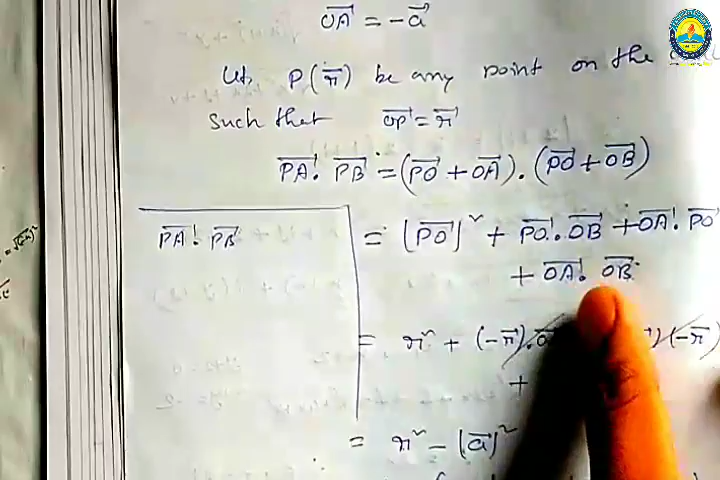 OA⃗ = -a⃗
Let P(r⃗) be any point on the
such that OP⃗ = r⃗
PA⃗ . PB⃗ = (PO⃗ + OA⃗) . (PO⃗ + OB⃗)
PA⃗ . PB⃗
= (PO⃗)² + PO⃗ . OB⃗ + OA⃗ . PO⃗
+ OA⃗ . OB⃗
= r² + (-r⃗) . (-r⃗)
+
= r² - (a⃗)²